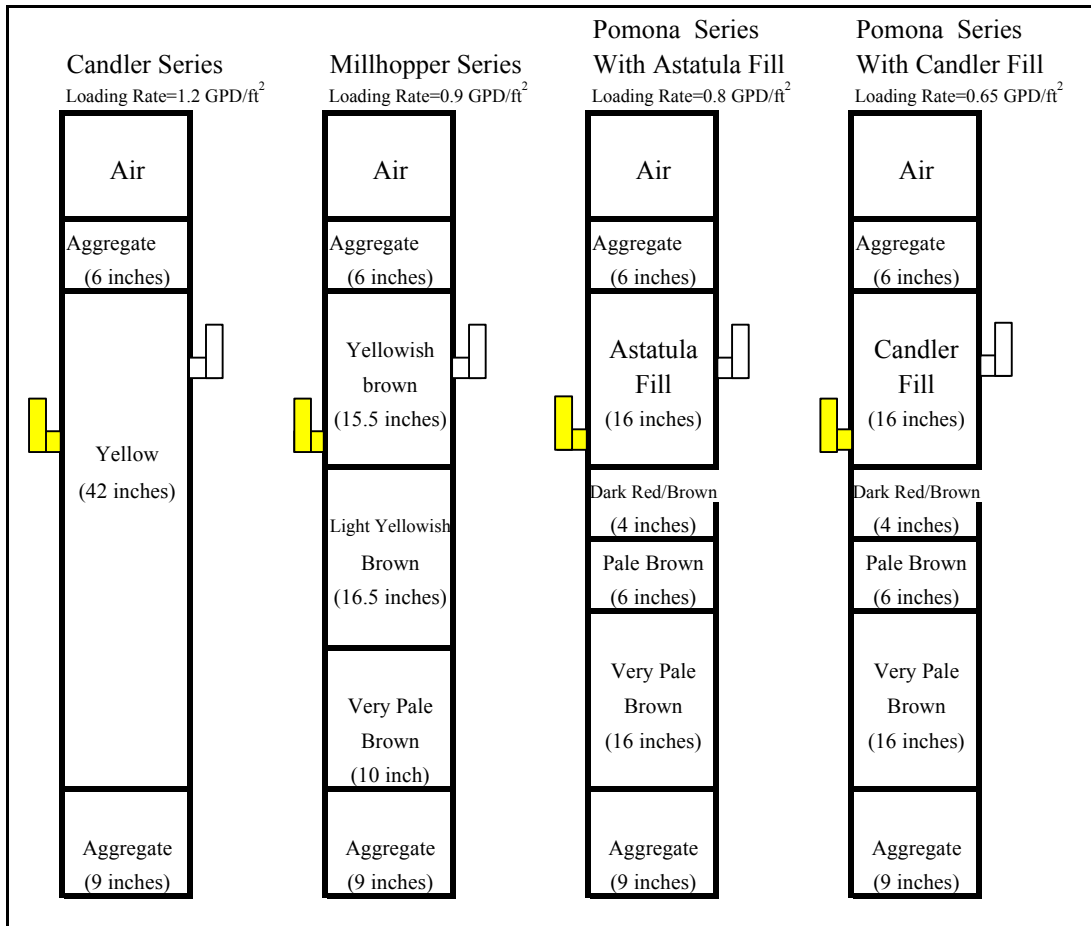 Candler Series
Loading Rate=1.2 GPD/ft²
Air
Aggregate
(6 inches)
Yellow
(42 inches)
Aggregate
(9 inches)
Millhopper Series
Loading Rate=0.9 GPD/ft²
Air
Aggregate
(6 inches)
Yellowish
brown
(15.5 inches)
Light Yellowish
Brown
(16.5 inches)
Very Pale
Brown
(10 inch)
Aggregate
(9 inches)
Pomona Series
With Astatula Fill
Loading Rate=0.8 GPD/ft²
Air
Aggregate
(6 inches)
Astatula
Fill
(16 inches)
Dark Red/Brown
(4 inches)
Pale Brown
(6 inches)
Very Pale
Brown
(16 inches)
Aggregate
(9 inches)
Pomona Series
With Candler Fill
Loading Rate=0.65 GPD/ft²
Air
Aggregate
(6 inches)
Candler
Fill
(16 inches)
Dark Red/Brown
(4 inches)
Pale Brown
(6 inches)
Very Pale
Brown
(16 inches)
Aggregate
(9 inches)